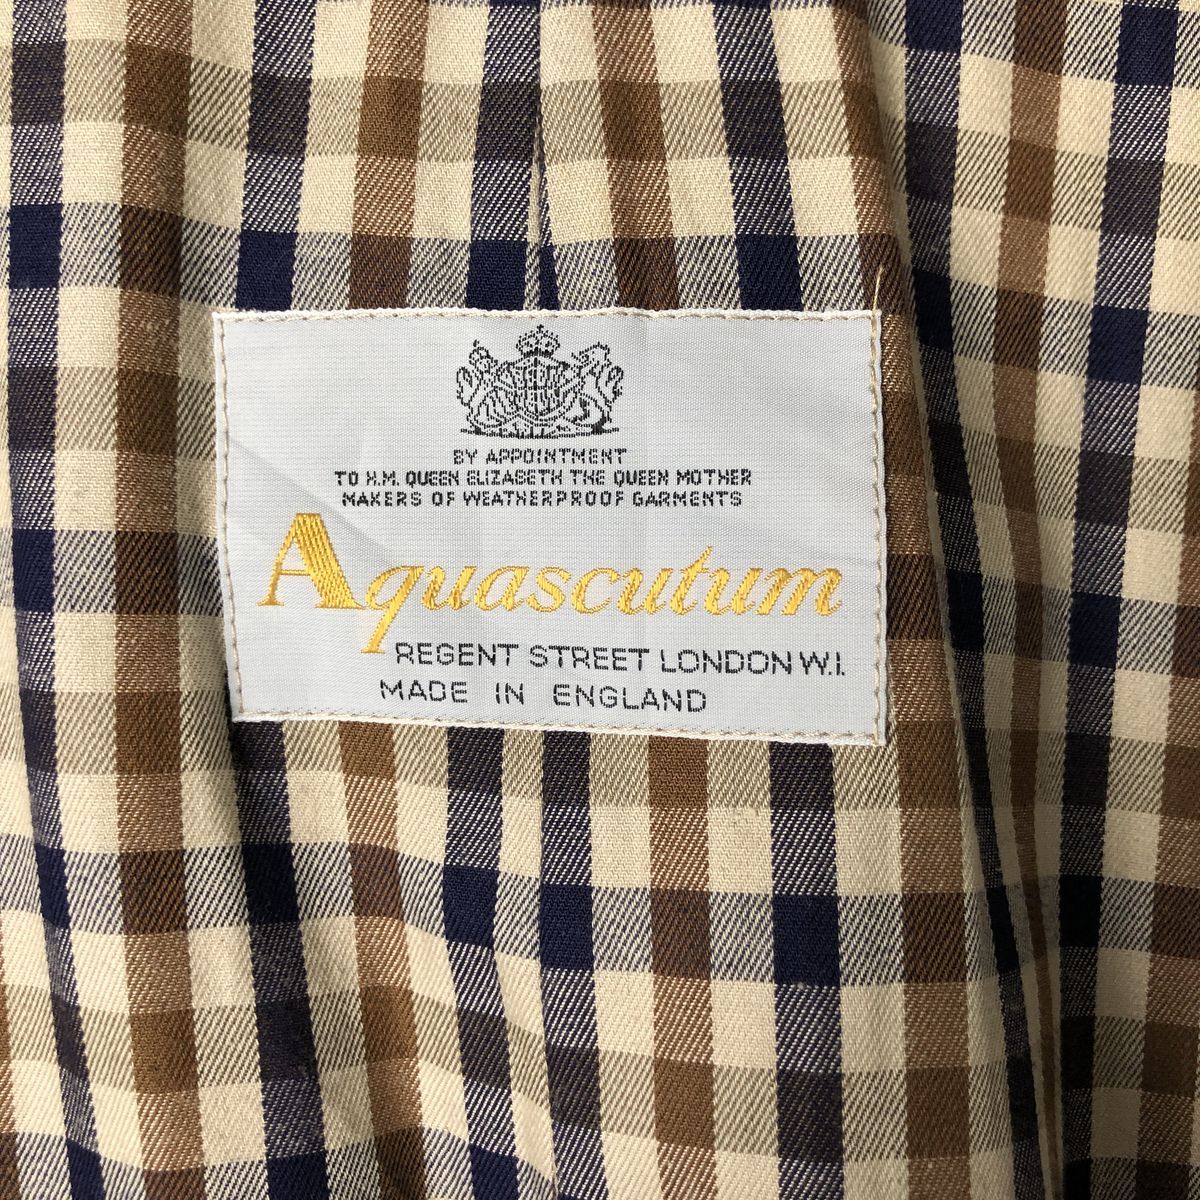 BY APPOINTMENT
TO H.M. QUEEN ELIZABETH THE QUEEN MOTHER
MAKERS OF WEATHERPROOF GARMENTS
Aquascutum
REGENT STREET LONDON W.I.
MADE IN ENGLAND